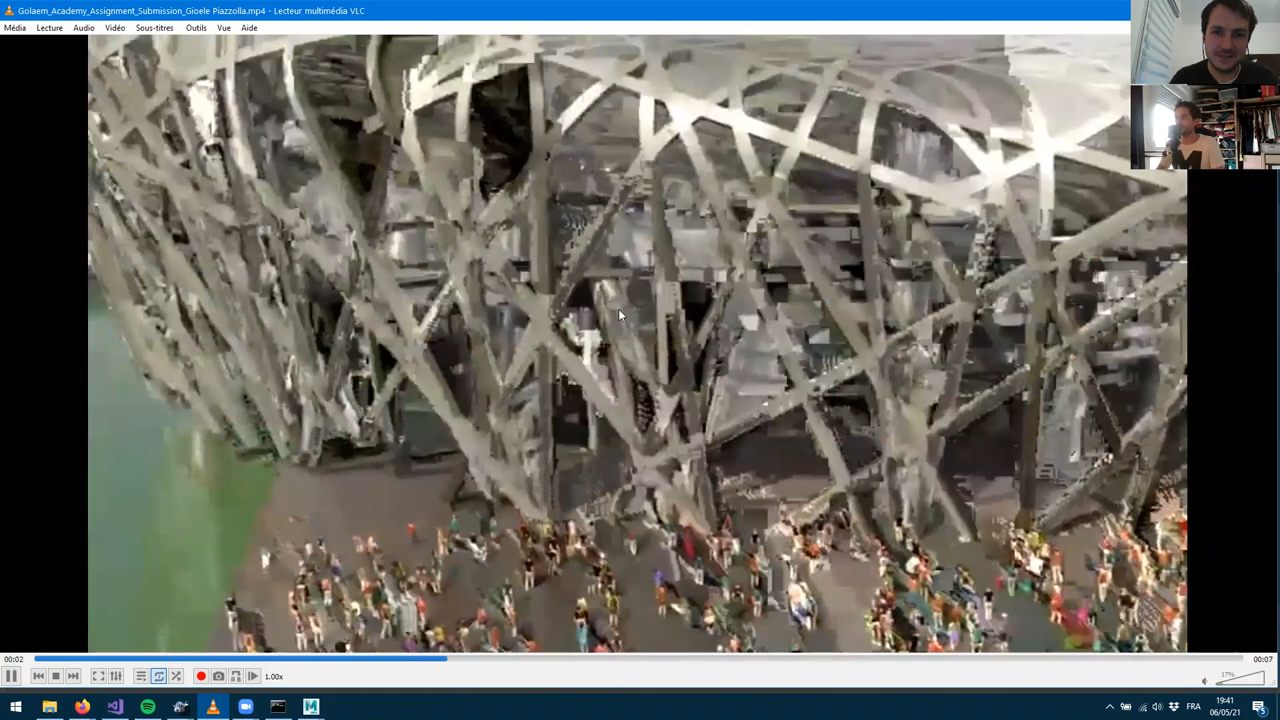 Golaem_Academy_Assignment_Submission_Gioele Piazzolla.mp4 - Lecteur multimédia VLC
Média Lecture Audio Vidéo Sous-titres Outils Vue Aide
00:02 00:07
1.00x 17%
19:41
FRA
06/05/21